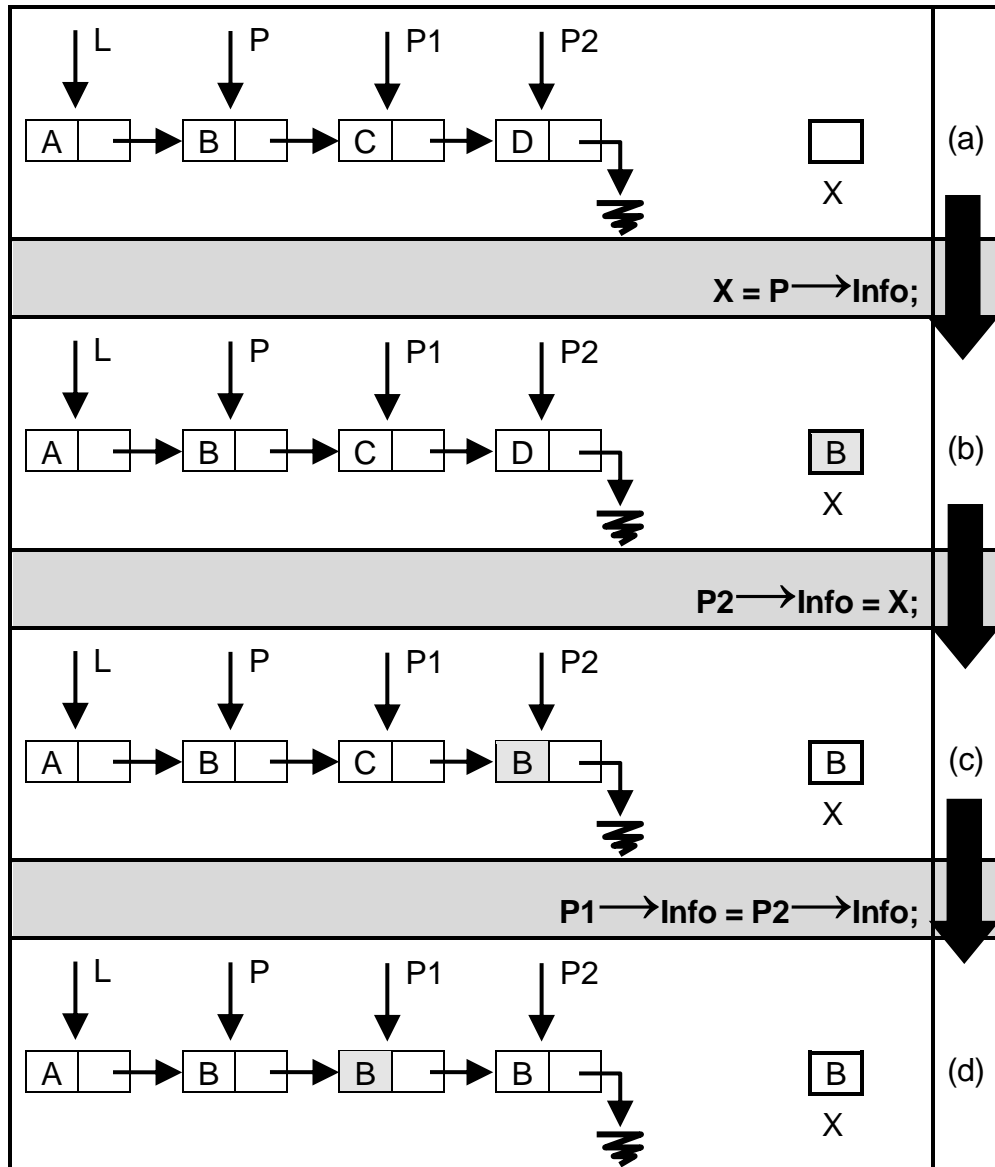 L P P1 P2
A B C D (a)
X
X = P⟶Info;
L P P1 P2
A B C D B (b)
X
P2⟶Info = X;
L P P1 P2
A B C B B (c)
X
P1⟶Info = P2⟶Info;
L P P1 P2
A B B B B (d)
X